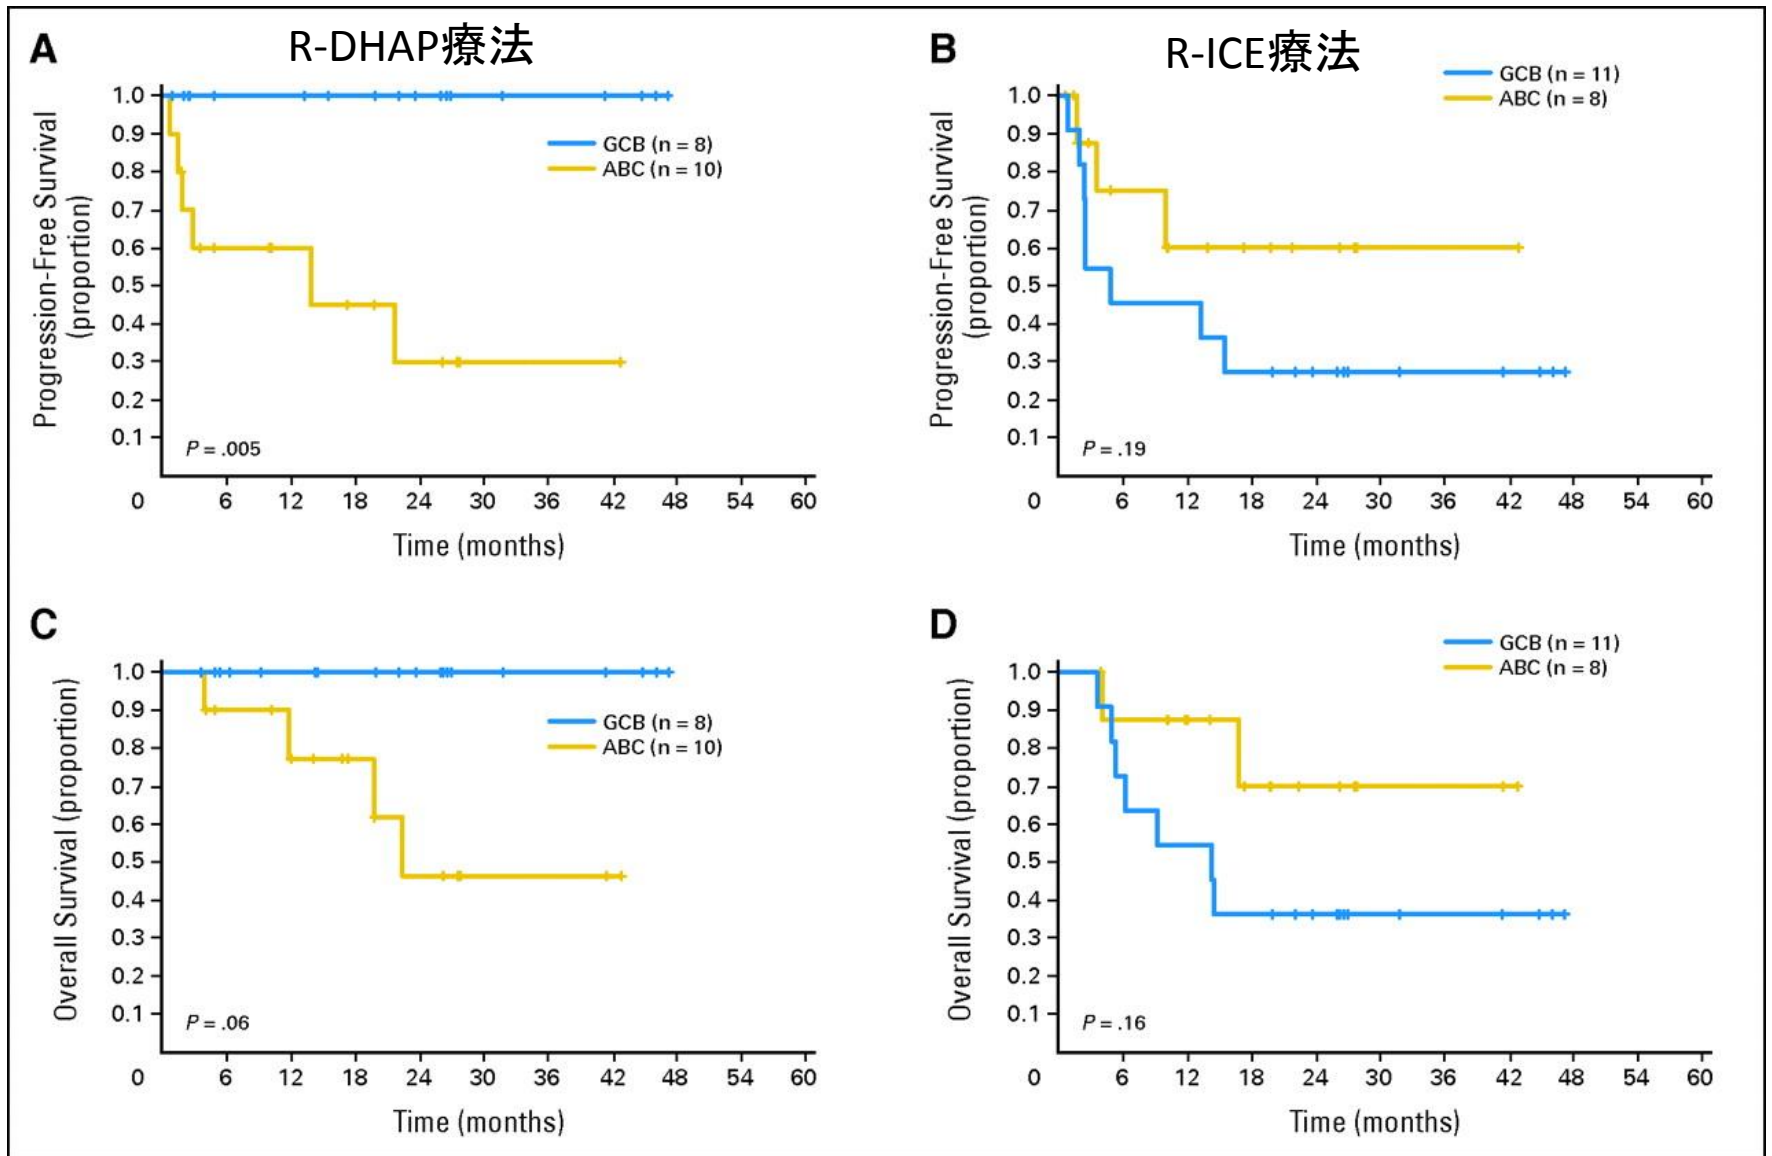 A
R-DHAP療法
Progression-Free Survival
(proportion)
1.0
0.9
0.8
0.7
0.6
0.5
0.4
0.3
0.2
0.1
GCB (n = 8)
ABC (n = 10)
P = .005
0 6 12 18 24 30 36 42 48 54 60
Time (months)
B
R-ICE療法
GCB (n = 11)
ABC (n = 8)
Progression-Free Survival
(proportion)
1.0
0.9
0.8
0.7
0.6
0.5
0.4
0.3
0.2
0.1
P = .19
0 6 12 18 24 30 36 42 48 54 60
Time (months)
C
Overall Survival (proportion)
1.0
0.9
0.8
0.7
0.6
0.5
0.4
0.3
0.2
0.1
GCB (n = 8)
ABC (n = 10)
P = .06
0 6 12 18 24 30 36 42 48 54 60
Time (months)
D
GCB (n = 11)
ABC (n = 8)
Overall Survival (proportion)
1.0
0.9
0.8
0.7
0.6
0.5
0.4
0.3
0.2
0.1
P = .16
0 6 12 18 24 30 36 42 48 54 60
Time (months)